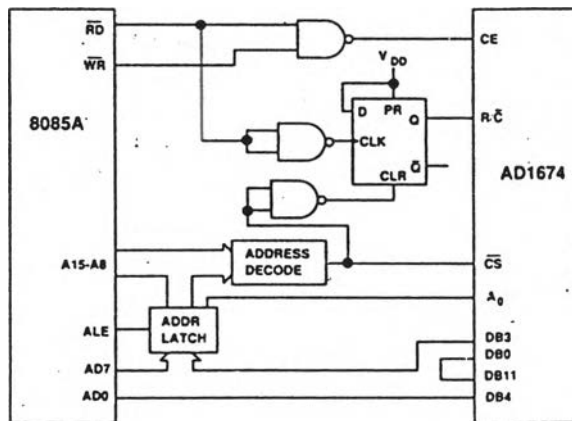 RD
WR
8085A
A15-A8
ALE
AD7
AD0
ADDRESS
DECODE
ADDR
LATCH
VDD
D
PR
Q
CLK
Q̄
CLR
CE
R/C̄
AD1674
CS
A0
DB3
DB0
DB11
DB4